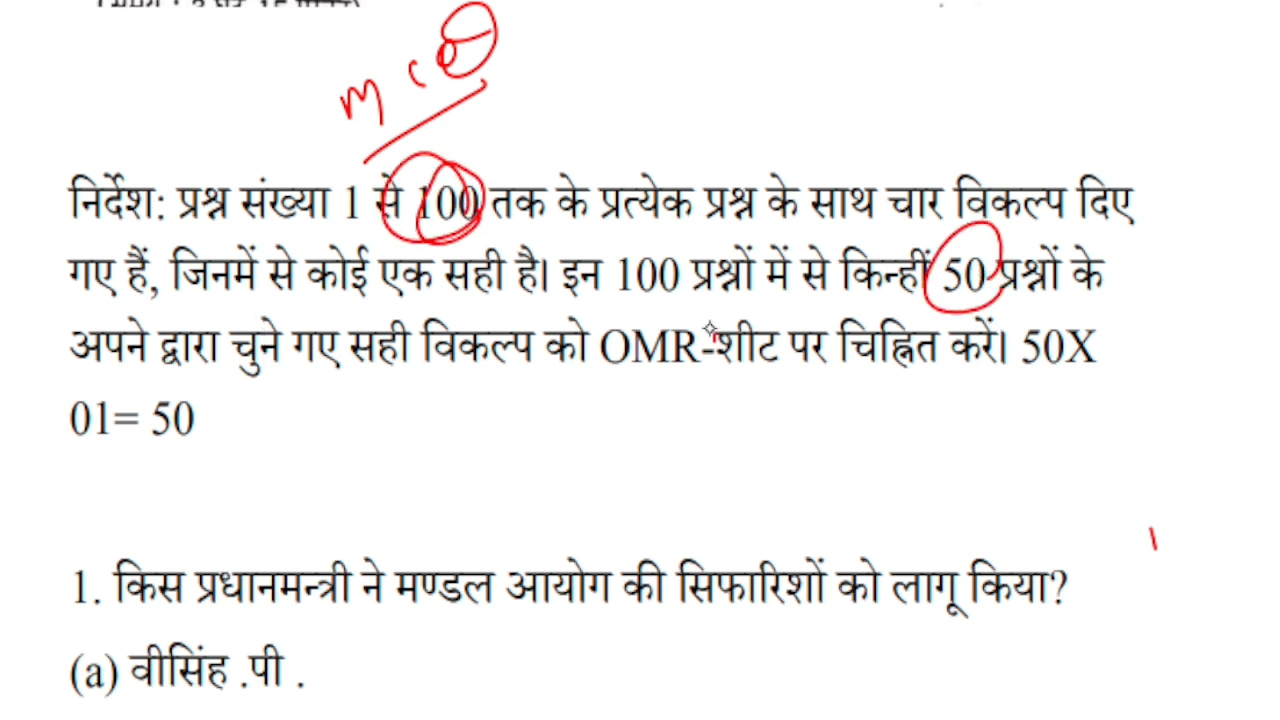 mcq
निर्देश: प्रश्न संख्या 1 से 100 तक के प्रत्येक प्रश्न के साथ चार विकल्प दिए
गए हैं, जिनमें से कोई एक सही है। इन 100 प्रश्नों में से किन्हीं 50 प्रश्नों के
अपने द्वारा चुने गए सही विकल्प को OMR-शीट पर चिह्नित करें। 50X
01= 50
1. किस प्रधानमन्त्री ने मण्डल आयोग की सिफारिशों को लागू किया?
(a) वीसिंह .पी .